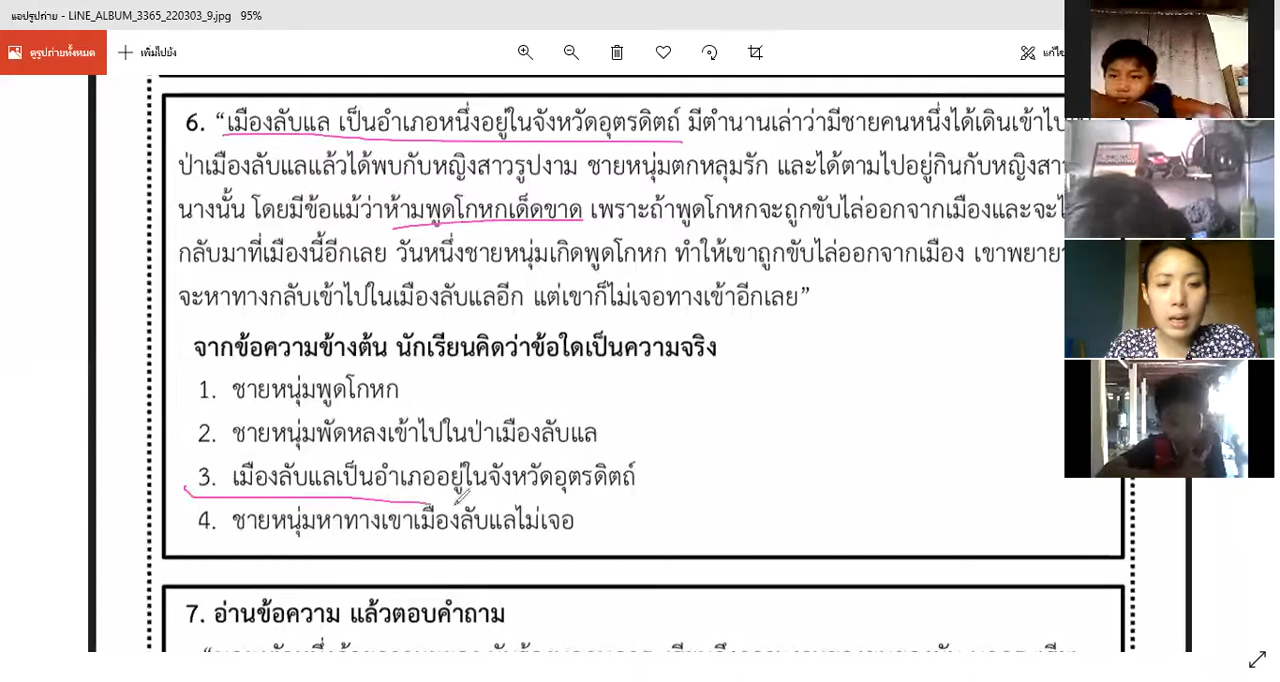 แอปรูปถ่าย - LINE_ALBUM_3365_220303_9.jpg 95%
ดูรูปถ่ายทั้งหมด
เพิ่มไปยัง
แก้ไข
6. “เมืองลับแล เป็นอำเภอหนึ่งอยู่ในจังหวัดอุตรดิตถ์ มีตำนานเล่าว่ามีชายคนหนึ่งได้เดินเข้าไป
ป่าเมืองลับแลแล้วได้พบกับหญิงสาวรูปงาม ชายหนุ่มตกหลุมรัก และได้ตามไปอยู่กินกับหญิงสา
นางนั้น โดยมีข้อแม้ว่าห้ามพูดโกหกเด็ดขาด เพราะถ้าพูดโกหกจะถูกขับไล่ออกจากเมืองและจะไ
กลับมาที่เมืองนี้อีกเลย วันหนึ่งชายหนุ่มเกิดพูดโกหก ทำให้เขาถูกขับไล่ออกจากเมือง เขาพยายา
จะหาทางกลับเข้าไปในเมืองลับแลอีก แต่เขาก็ไม่เจอทางเข้าอีกเลย”
จากข้อความข้างต้น นักเรียนคิดว่าข้อใดเป็นความจริง
1. ชายหนุ่มพูดโกหก
2. ชายหนุ่มพัดหลงเข้าไปในป่าเมืองลับแล
3. เมืองลับแลเป็นอำเภออยู่ในจังหวัดอุตรดิตถ์
4. ชายหนุ่มหาทางเขาเมืองลับแลไม่เจอ
7. อ่านข้อความ แล้วตอบคำถาม